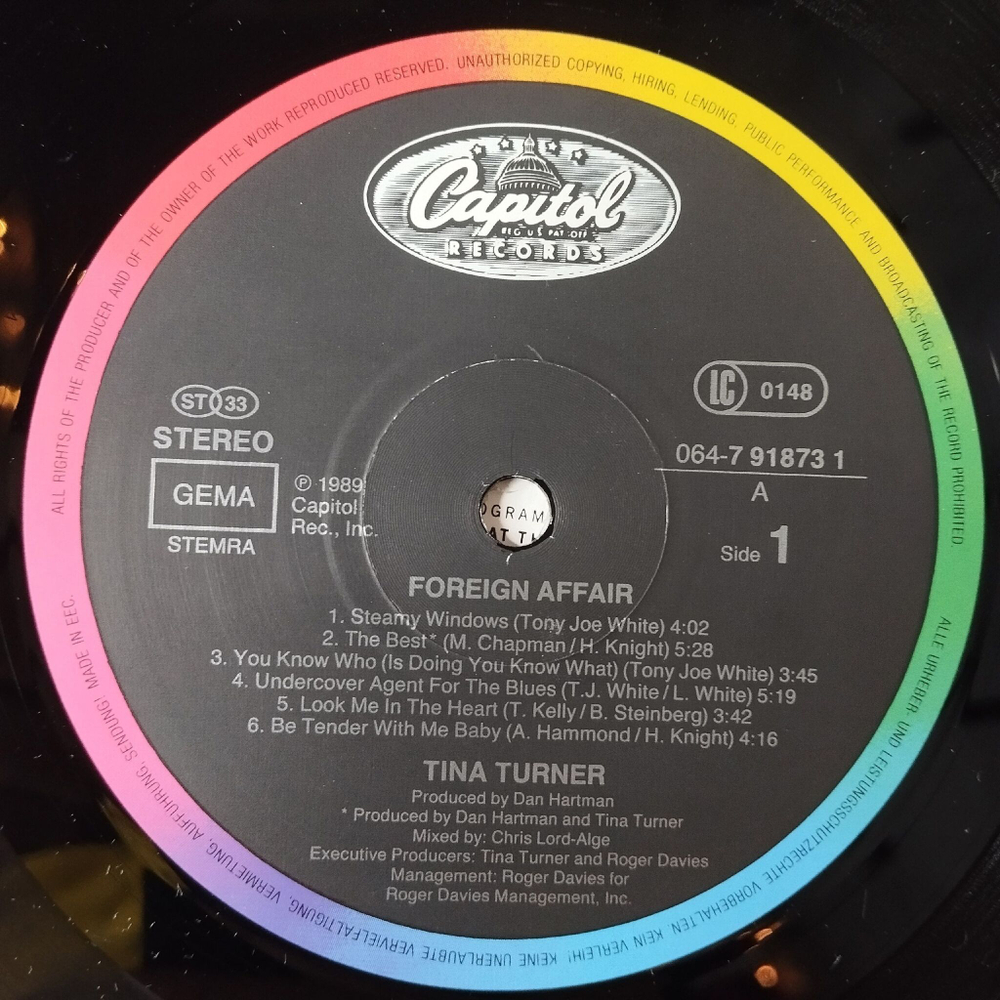 ALL RIGHTS OF THE PRODUCER AND OF THE OWNER OF THE WORK REPRODUCED RESERVED. UNAUTHORIZED COPYING, HIRING, LENDING, PUBLIC PERFORMANCE AND BROADCASTING OF THE RECORD PROHIBITED.
Capitol
REG. U.S. PAT. OFF.
RECORDS
ST 33
STEREO
GEMA
STEMRA
℗ 1989
Capitol
Rec., Inc.
LC 0148
064-7 91873 1
A
Side 1
OGRAM
AT TH
FOREIGN AFFAIR
1. Steamy Windows (Tony Joe White) 4:02
2. The Best* (M. Chapman / H. Knight) 5:28
3. You Know Who (Is Doing You Know What) (Tony Joe White) 3:45
4. Undercover Agent For The Blues (T.J. White / L. White) 5:19
5. Look Me In The Heart (T. Kelly / B. Steinberg) 3:42
6. Be Tender With Me Baby (A. Hammond / H. Knight) 4:16
TINA TURNER
Produced by Dan Hartman
* Produced by Dan Hartman and Tina Turner
Mixed by: Chris Lord-Alge
Executive Producers: Tina Turner and Roger Davies
Management: Roger Davies for
Roger Davies Management, Inc.
ALLE URHEBER- UND LEISTUNGSSCHUTZRECHTE VORBEHALTEN. KEIN VERLEIH! KEINE UNERLAUBTE VERVIELFÄLTIGUNG, VERMIETUNG, AUFFÜHRUNG, SENDUNG! MADE IN EEC.